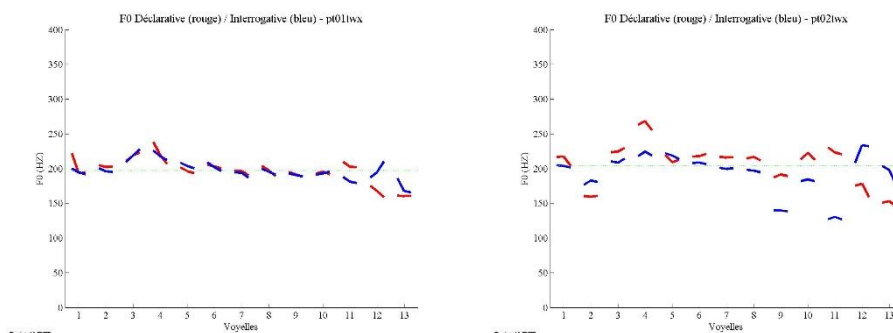 F0 Déclarative (rouge) / Interrogative (bleu) - pt01twx
F0 (HZ)
400
350
300
250
200
150
100
50
0
1 2 3 4 5 6 7 8 9 10 11 12 13
Voyelles
F0 Déclarative (rouge) / Interrogative (bleu) - pt02twx
F0 (HZ)
400
350
300
250
200
150
100
50
0
1 2 3 4 5 6 7 8 9 10 11 12
Voyelles